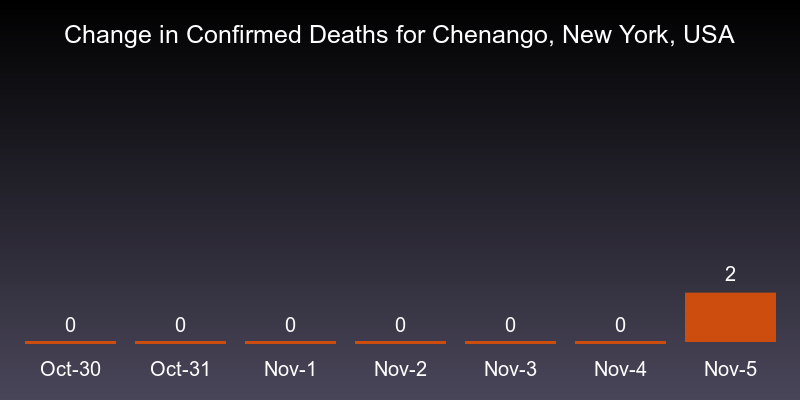 Change in Confirmed Deaths for Chenango, New York, USA
2
0 0 0 0 0 0
Oct-30 Oct-31 Nov-1 Nov-2 Nov-3 Nov-4 Nov-5